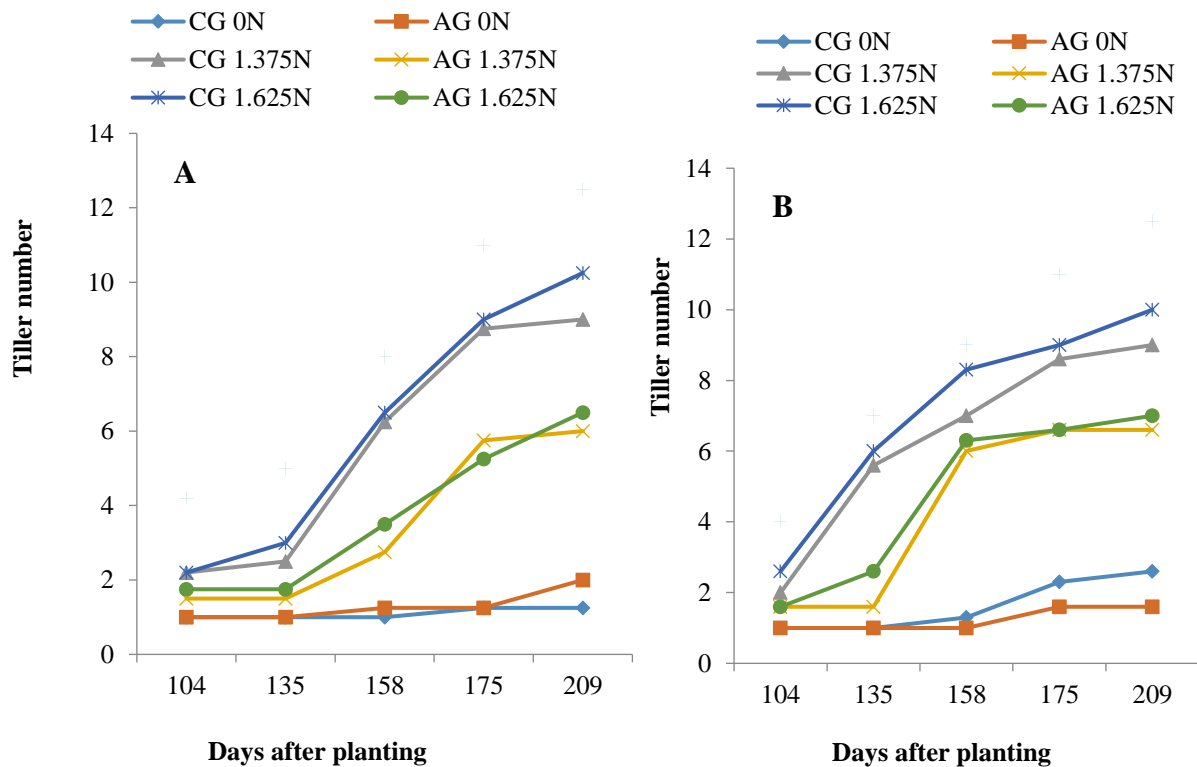 CG 0N AG 0N
CG 1.375N AG 1.375N
CG 1.625N AG 1.625N
A
Tiller number
14
12
10
8
6
4
2
0
104 135 158 175 209
Days after planting
CG 0N AG 0N
CG 1.375N AG 1.375N
CG 1.625N AG 1.625N
B
Tiller number
14
12
10
8
6
4
2
0
104 135 158 175 209
Days after planting